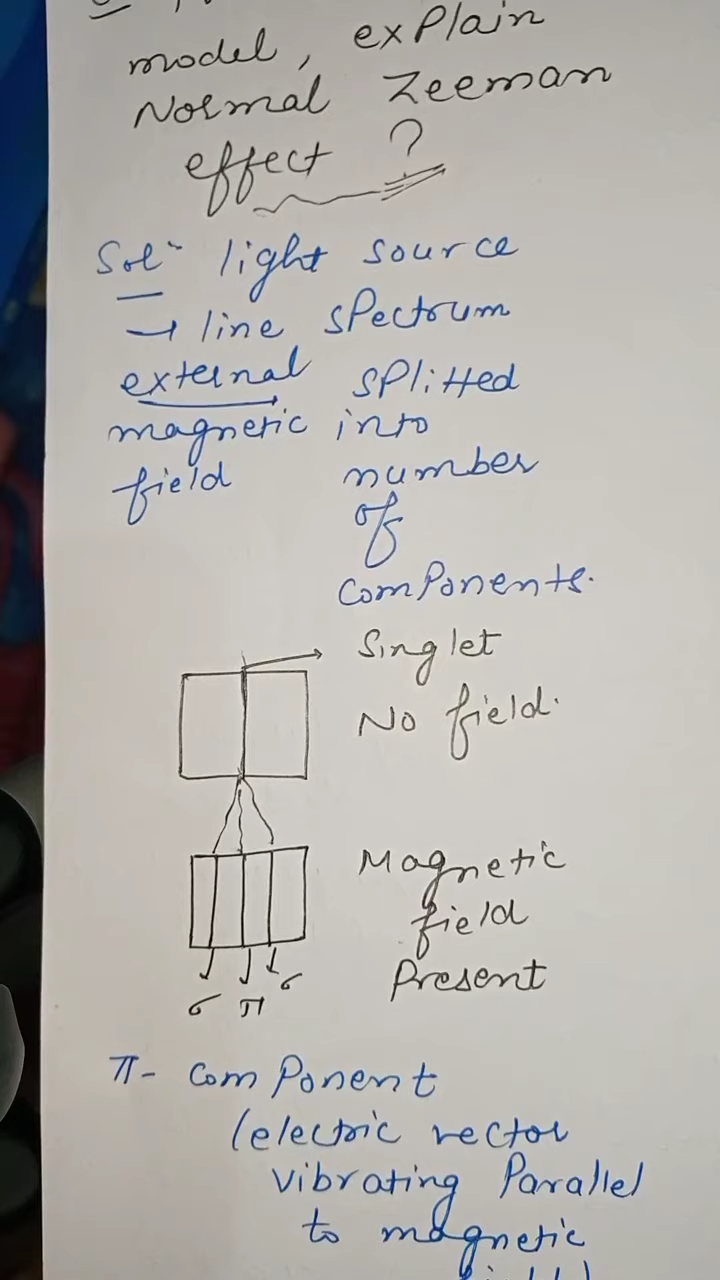 model, explain
Normal Zeeman
effect ?
Sol" light source
→ line spectrum
external splitted
magnetic into
field number
of
components.
Singlet
No field.
Magnetic
field
Present
σ π σ
π- component
(electric vector
vibrating Parallel
to magnetic